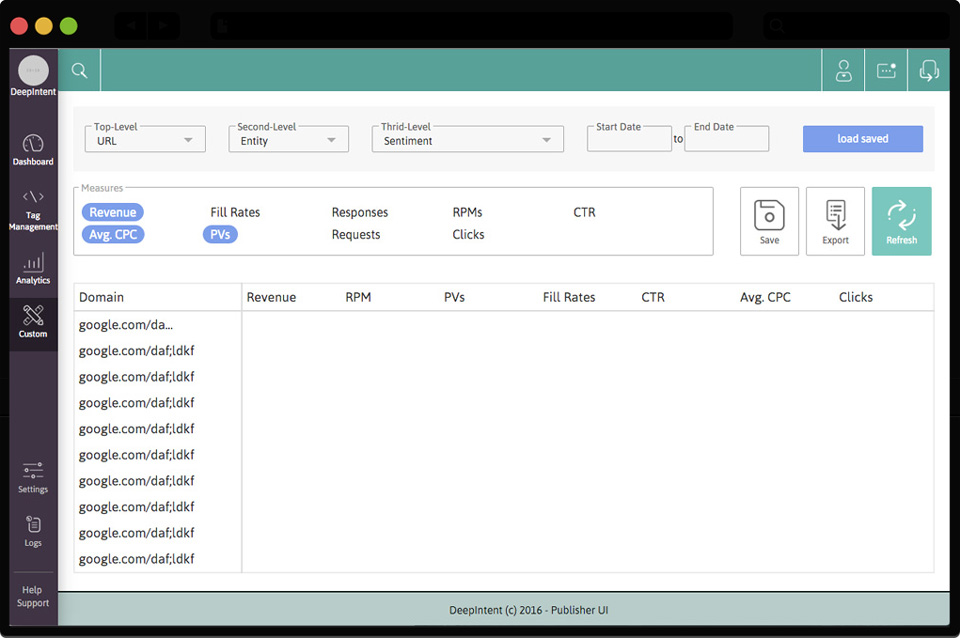 DeepIntent
Dashboard
Tag
Management
Analytics
Custom
Settings
Logs
Help
Support
Top-Level
URL
Second-Level
Entity
Thrid-Level
Sentiment
Start Date
to
End Date
load saved
Measures
Revenue Fill Rates Responses RPMs CTR
Avg. CPC PVs Requests Clicks
Save
Export
Refresh
Domain Revenue RPM PVs Fill Rates CTR Avg. CPC Clicks
google.com/da...
google.com/daf;ldkf
google.com/daf;ldkf
google.com/daf;ldkf
google.com/daf;ldkf
google.com/daf;ldkf
google.com/daf;ldkf
google.com/daf;ldkf
google.com/daf;ldkf
google.com/daf;ldkf
DeepIntent (c) 2016 - Publisher UI